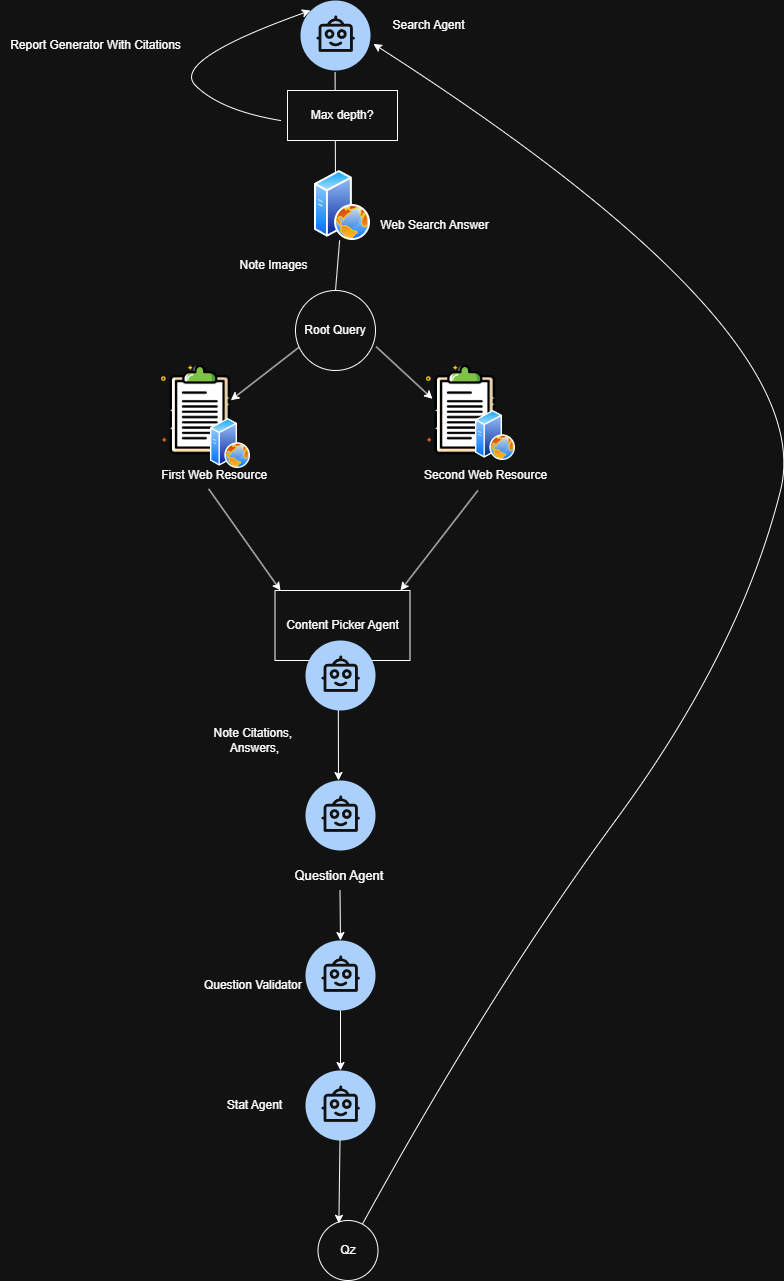 Search Agent
Report Generator With Citations
Max depth?
Web Search Answer
Note Images
Root Query
First Web Resource
Second Web Resource
Content Picker Agent
Note Citations,
Answers,
Question Agent
Question Validator
Stat Agent
Qz